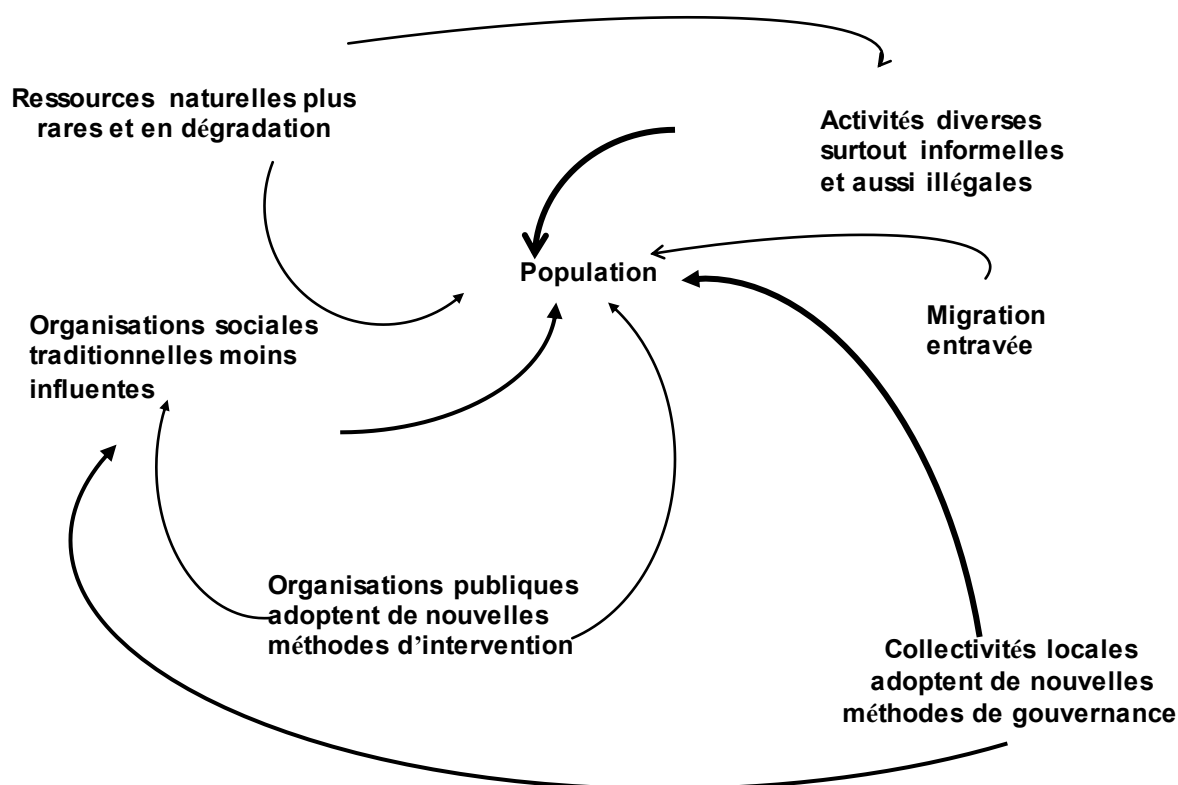 Ressources naturelles plus
rares et en dégradation
Activités diverses
surtout informelles
et aussi illégales
Population
Migration
entravée
Organisations sociales
traditionnelles moins
influentes
Organisations publiques
adoptent de nouvelles
méthodes d’intervention
Collectivités locales
adoptent de nouvelles
méthodes de gouvernance